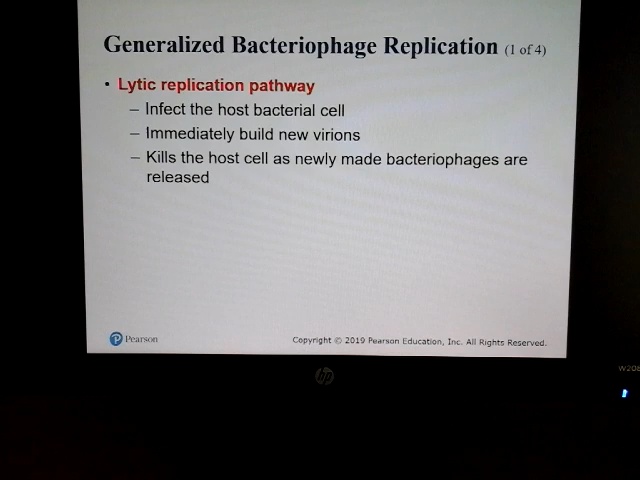 Generalized Bacteriophage Replication (1 of 4)
• Lytic replication pathway
– Infect the host bacterial cell
– Immediately build new virions
– Kills the host cell as newly made bacteriophages are
released
Pearson
Copyright © 2019 Pearson Education, Inc. All Rights Reserved.
hp